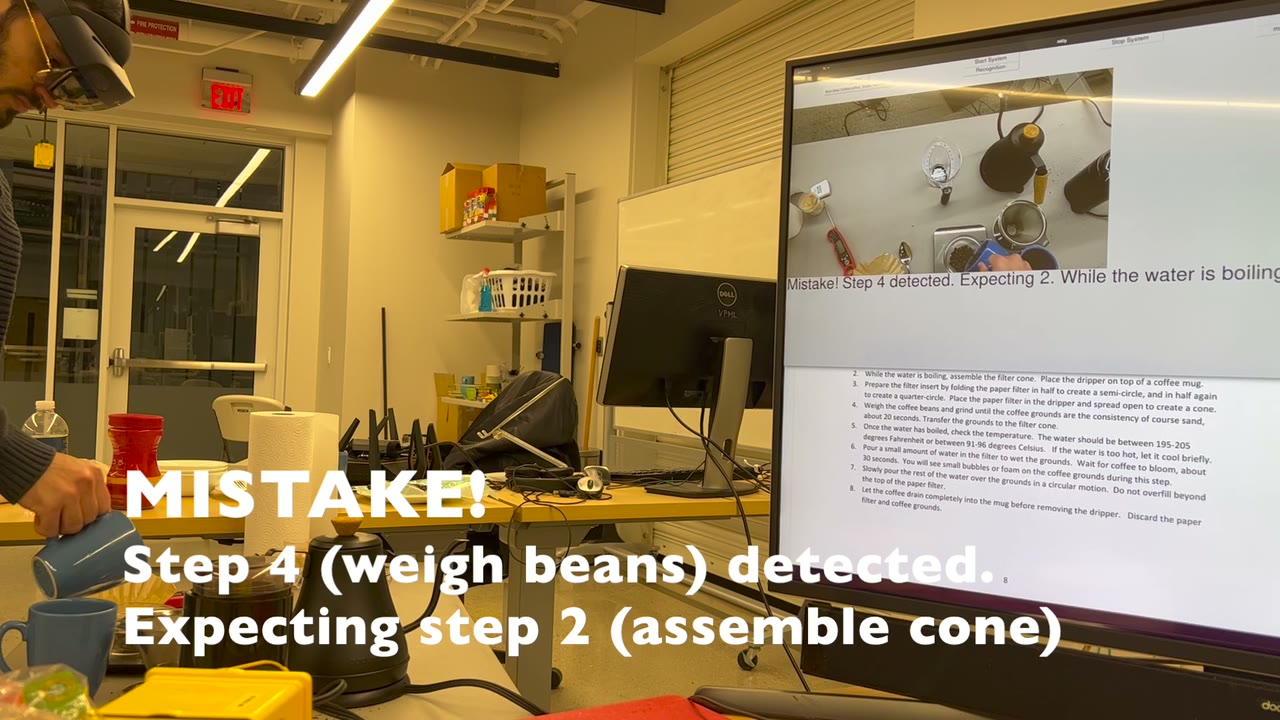 FIRE PROTECTION
EXIT
Start System
Recognition
Stop System
Mistake! Step 4 detected. Expecting 2. While the water is boiling
DELL
VPML
2. While the water is boiling, assemble the filter cone. Place the dripper on top of a coffee mug.
3. Prepare the filter insert by folding the paper filter in half to create a semi-circle, and in half again
to create a quarter-circle. Place the paper filter in the dripper and spread open to create a cone.
4. Weigh the coffee beans and grind until the coffee grounds are the consistency of course sand,
about 20 seconds. Transfer the grounds to the filter cone.
5. Once the water has boiled, check the temperature. The water should be between 195-205
degrees Fahrenheit or between 91-96 degrees Celsius. If the water is too hot, let it cool briefly.
6. Pour a small amount of water in the filter to wet the grounds. Wait for coffee to bloom, about
30 seconds. You will see small bubbles or foam on the coffee grounds during this step.
7. Slowly pour the rest of the water over the grounds in a circular motion. Do not overfill beyond
the top of the paper filter.
8. Let the coffee drain completely into the mug before removing the dripper. Discard the paper
filter and coffee grounds.
8
MISTAKE!
Step 4 (weigh beans) detected.
Expecting step 2 (assemble cone)